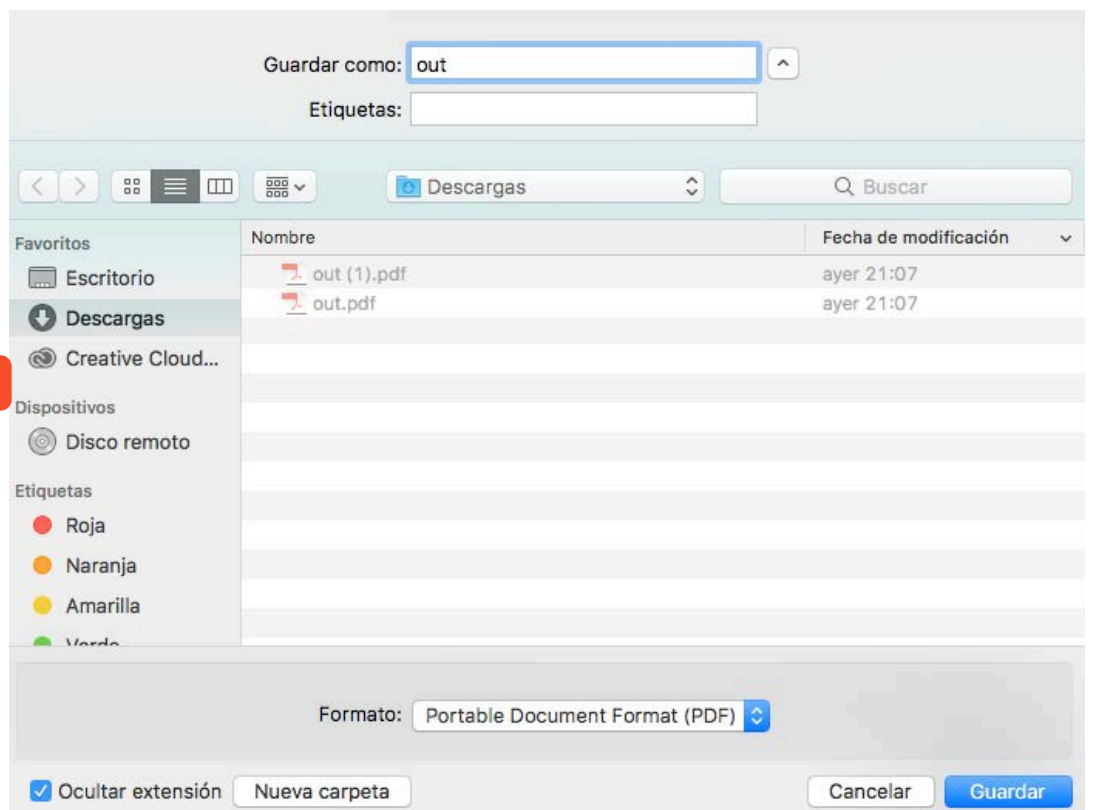 Guardar como: out
Etiquetas:
Descargas
Buscar
Favoritos
Escritorio
Descargas
Creative Cloud...
Dispositivos
Disco remoto
Etiquetas
Roja
Naranja
Amarilla
Verde
Nombre Fecha de modificación
out (1).pdf ayer 21:07
out.pdf ayer 21:07
Formato: Portable Document Format (PDF)
Ocultar extensión Nueva carpeta Cancelar Guardar